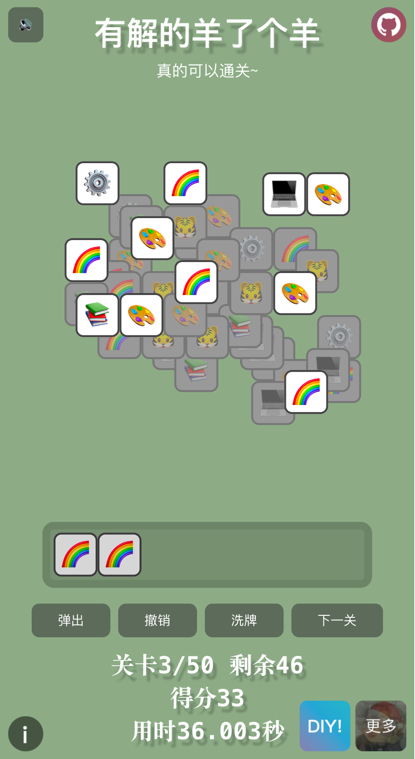 有解的羊了个羊
真的可以通关~
弹出 撤销 洗牌 下一关
关卡3/50 剩余46
得分33
用时36.003秒
DIY! 更多
i